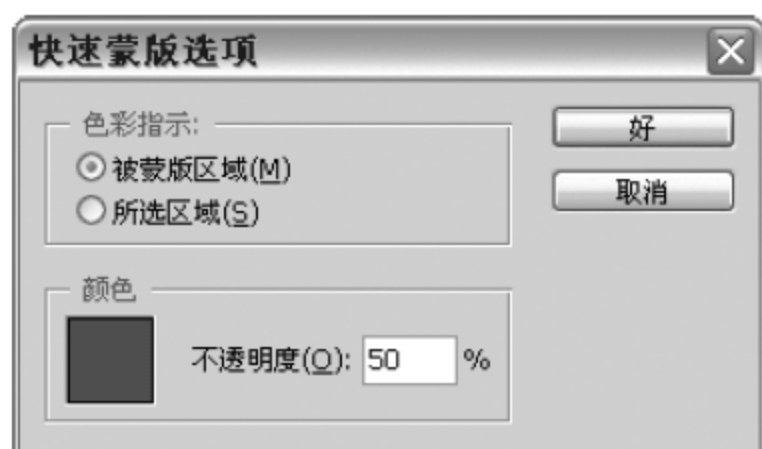 快速蒙版选项
色彩指示:
被蒙版区域(M)
所选区域(S)
好
取消
颜色
不透明度(O): 50 %